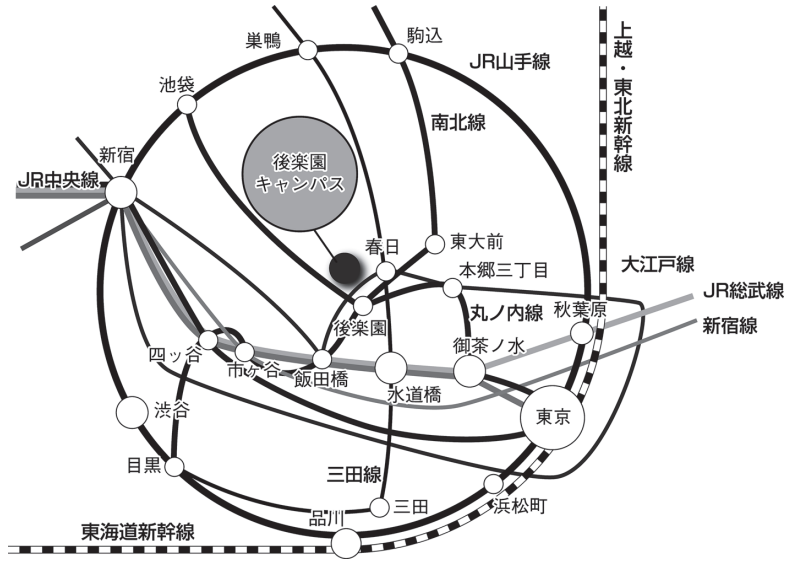 巣鴨
駒込
JR山手線
上越・東北新幹線
池袋
南北線
新宿
後楽園
キャンパス
JR中央線
春日
東大前
本郷三丁目
大江戸線
JR総武線
後楽園
丸ノ内線
秋葉原
新宿線
四ッ谷
市ヶ谷
飯田橋
御茶ノ水
水道橋
渋谷
東京
目黒
三田線
品川
三田
浜松町
東海道新幹線